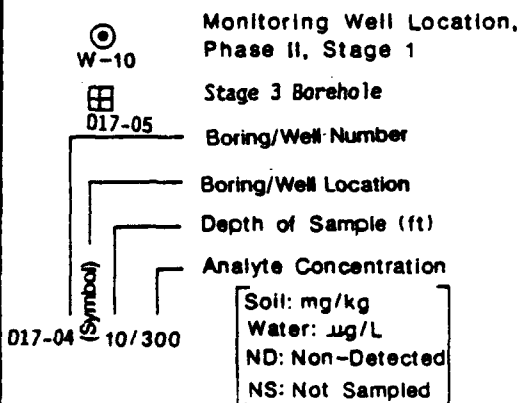 Monitoring Well Location,
Phase II, Stage 1
W-10
Stage 3 Borehole
D17-05
Boring/Well Number
Boring/Well Location
Depth of Sample (ft)
Analyte Concentration
Soil: mg/kg
Water: µg/L
ND: Non-Detected
NS: Not Sampled
D17-04 (Symbol) 10/300